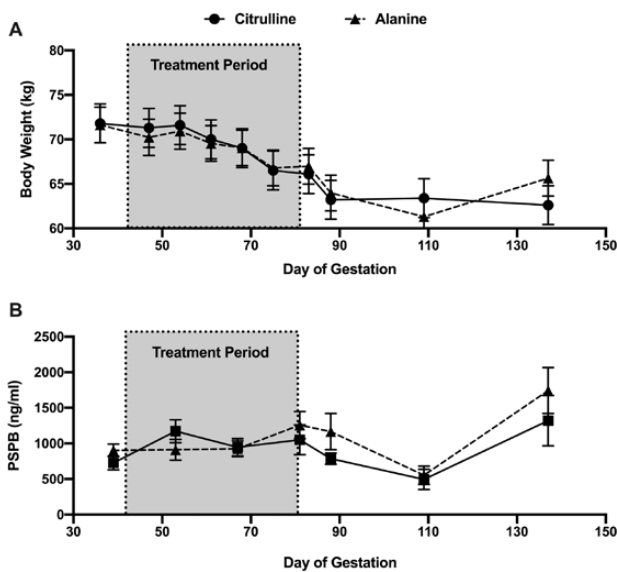 Citrulline Alanine
A
80
75
70
65
60
Body Weight (kg)
Treatment Period
30 50 70 90 110 130 150
Day of Gestation
B
2500
2000
1500
1000
500
0
PSPB (ng/ml)
Treatment Period
30 50 70 90 110 130 150
Day of Gestation